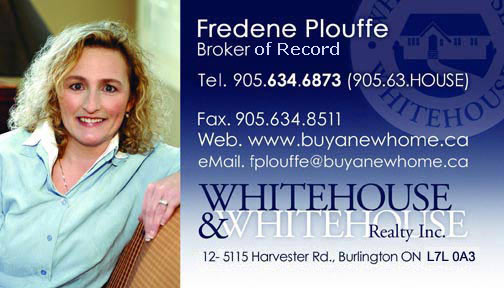 Fredene Plouffe
Broker of Record
Tel. 905.634.6873 (905.63.HOUSE)
Fax. 905.634.8511
Web. www.buyanewhome.ca
eMail. fplouffe@buyanewhome.ca
WHITEHOUSE
& WHITEHOUSE
Realty Inc.
12- 5115 Harvester Rd., Burlington ON L7L 0A3
WHITEHOUSE